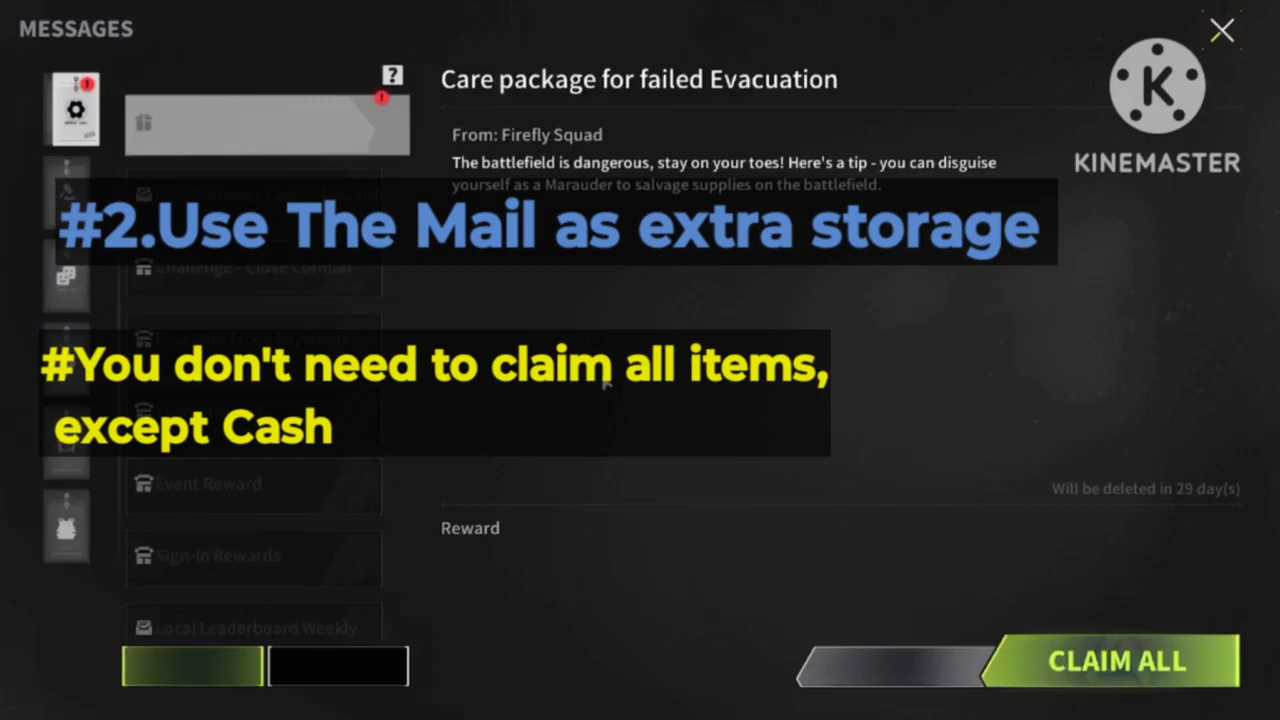 MESSAGES
?
Care package for failed Evacuation
K
KINEMASTER
From: Firefly Squad
The battlefield is dangerous, stay on your toes! Here's a tip - you can disguise
yourself as a Marauder to salvage supplies on the battlefield.
#2.Use The Mail as extra storage
Challenge - Close Combat
#You don't need to claim all items,
except Cash
Event Reward
Will be deleted in 29 day(s)
Reward
Sign-in Rewards
Local Leaderboard Weekly
CLAIM ALL